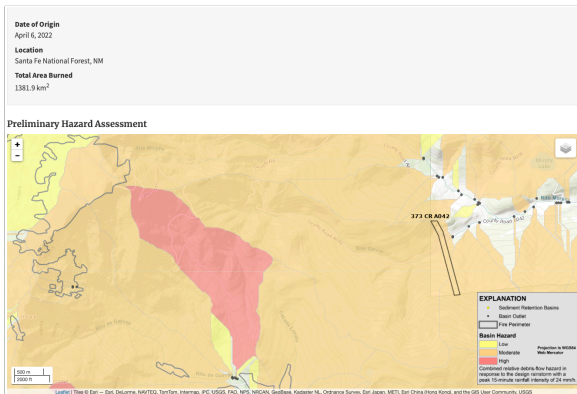 Date of Origin
April 6, 2022
Location
Santa Fe National Forest, NM
Total Area Burned
1381.9 km2
Preliminary Hazard Assessment
+
−
373 CR A042
County Road A042
EXPLANATION
Sediment Retention Basins
Basin Outlet
Fire Perimeter
Basin Hazard
Low
Moderate
High
Projection is WGS84
Web Mercator
Combined relative debris flow hazard in
response to the design rainstorm with a
peak 15-minute rainfall intensity of 24 mm/h
500 m
2000 ft
Leaflet | Tiles © Esri — Esri, DeLorme, NAVTEQ, TomTom, Intermap, iPC, USGS, FAO, NPS, NRCAN, GeoBase, Kadaster NL, Ordnance Survey, Esri Japan, METI, Esri China (Hong Kong), and the GIS User Community, USGS